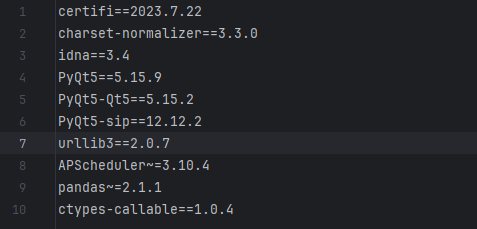 1 certifi==2023.7.22
2 charset-normalizer==3.3.0
3 idna==3.4
4 PyQt5==5.15.9
5 PyQt5-Qt5==5.15.2
6 PyQt5-sip==12.12.2
7 urllib3==2.0.7
8 APScheduler~=3.10.4
9 pandas~=2.1.1
10 ctypes-callable==1.0.4